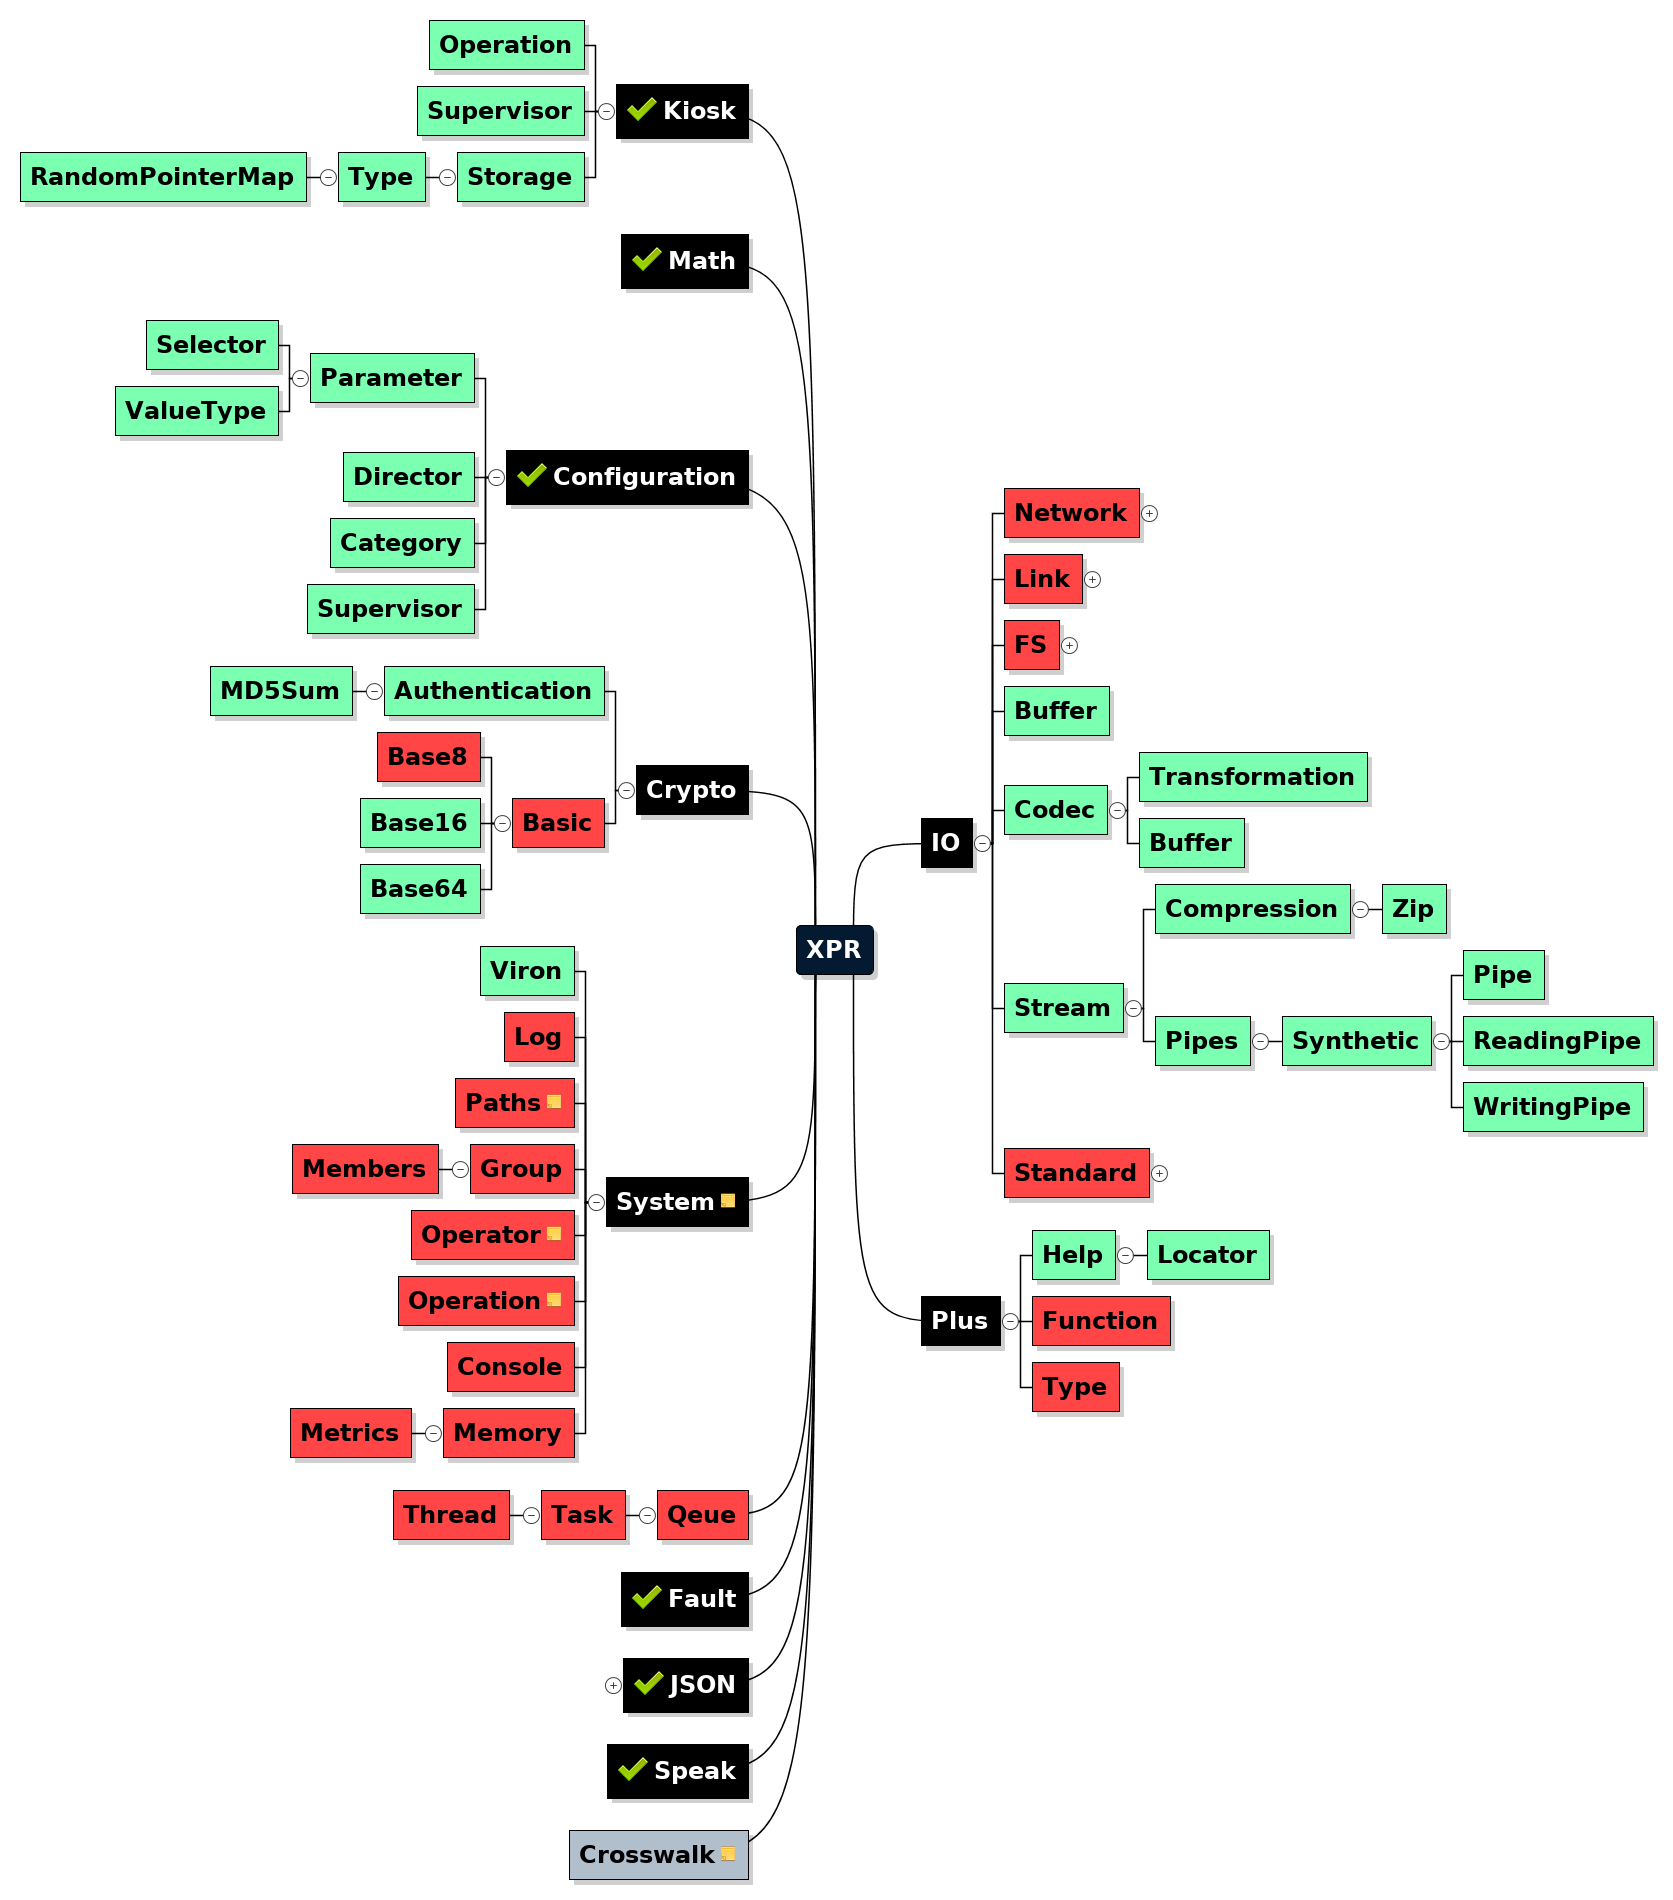 Operation
Supervisor
Kiosk
RandomPointerMap
Type
Storage
Math
Selector
Parameter
ValueType
Director
Configuration
Category
Supervisor
MD5Sum
Authentication
Base8
Crypto
Base16
Basic
Base64
Viron
Log
Paths
Members
Group
System
Operator
Operation
Console
Metrics
Memory
Thread
Task
Qeue
Fault
JSON
Speak
Crosswalk
XPR
Network
Link
FS
Buffer
Transformation
Codec
IO
Buffer
Compression
Zip
Pipe
Stream
Pipes
Synthetic
ReadingPipe
WritingPipe
Standard
Help
Locator
Plus
Function
Type